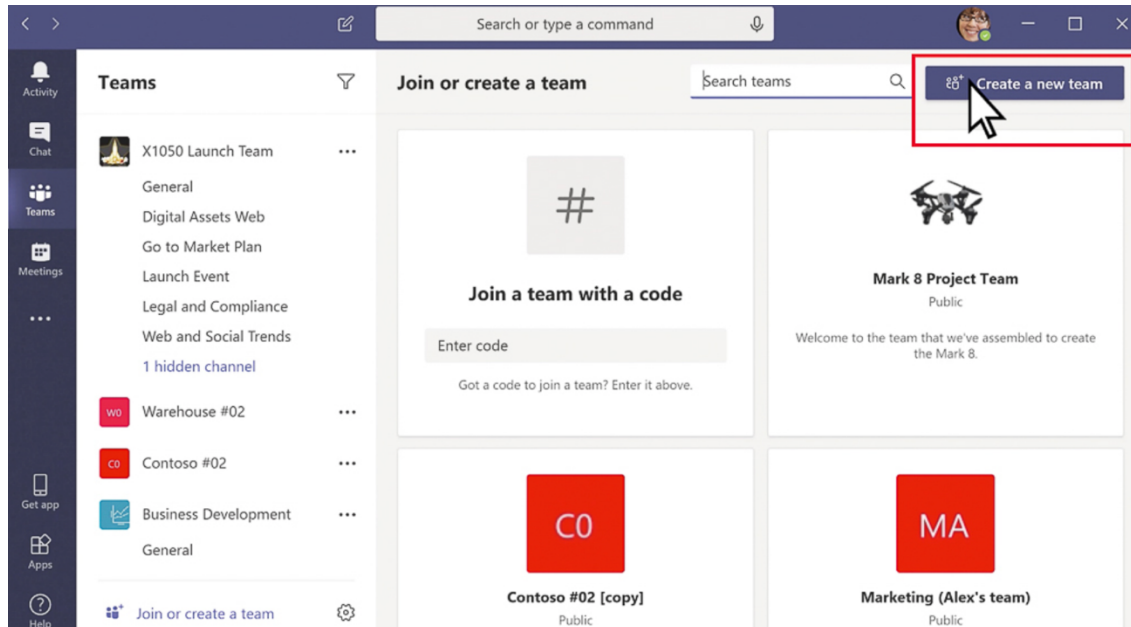 Search or type a command
Activity
Chat
Teams
Meetings
Get app
Apps
Help
Teams
X1050 Launch Team
General
Digital Assets Web
Go to Market Plan
Launch Event
Legal and Compliance
Web and Social Trends
1 hidden channel
W0
Warehouse #02
C0
Contoso #02
Business Development
General
Join or create a team
Join or create a team
Search teams
Create a new team
#
Join a team with a code
Enter code
Got a code to join a team? Enter it above.
Mark 8 Project Team
Public
Welcome to the team that we've assembled to create
the Mark 8.
C0
Contoso #02 [copy]
Public
MA
Marketing (Alex's team)
Public